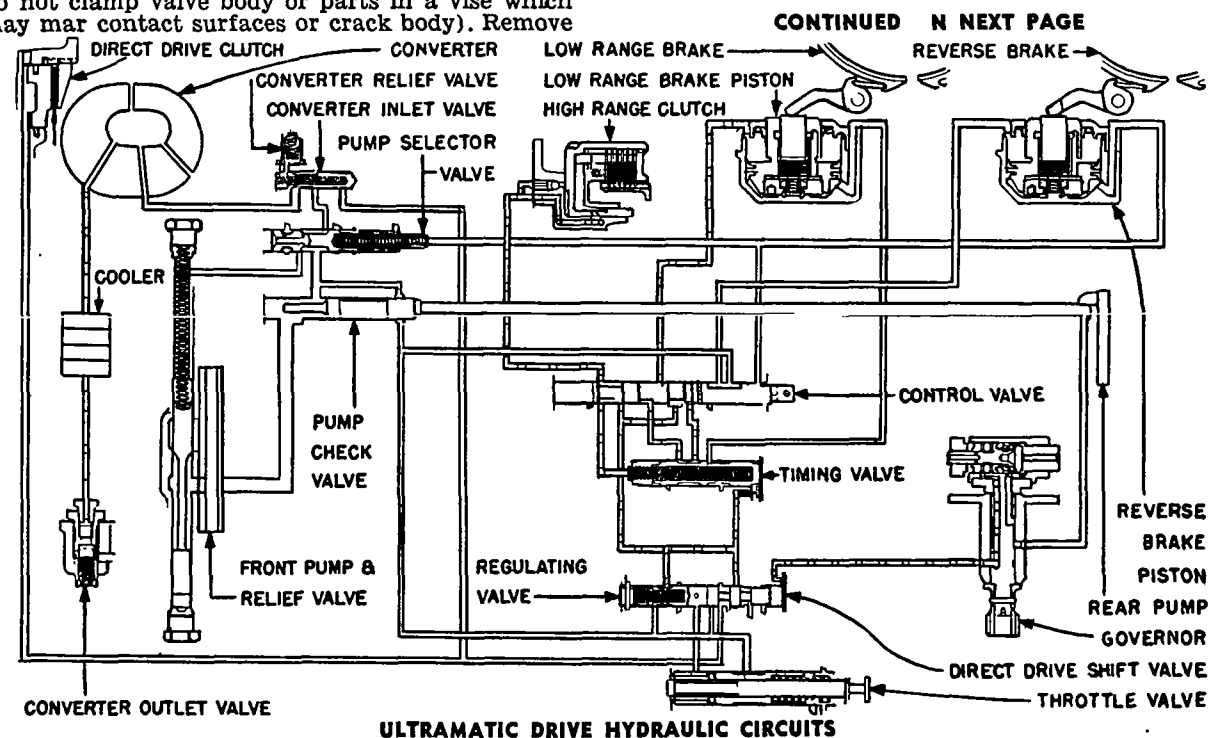 o not clamp valve body or parts in a vise which
may mar contact surfaces or crack body). Remove
CONTINUED N NEXT PAGE
DIRECT DRIVE CLUTCH
CONVERTER
CONVERTER RELIEF VALVE
CONVERTER INLET VALVE
PUMP SELECTOR
VALVE
LOW RANGE BRAKE
LOW RANGE BRAKE PISTON
HIGH RANGE CLUTCH
REVERSE BRAKE
COOLER
PUMP
CHECK
VALVE
CONTROL VALVE
TIMING VALVE
FRONT PUMP &
RELIEF VALVE
REGULATING
VALVE
REVERSE
BRAKE
PISTON
REAR PUMP
GOVERNOR
DIRECT DRIVE SHIFT VALVE
THROTTLE VALVE
CONVERTER OUTLET VALVE
ULTRAMATIC DRIVE HYDRAULIC CIRCUITS